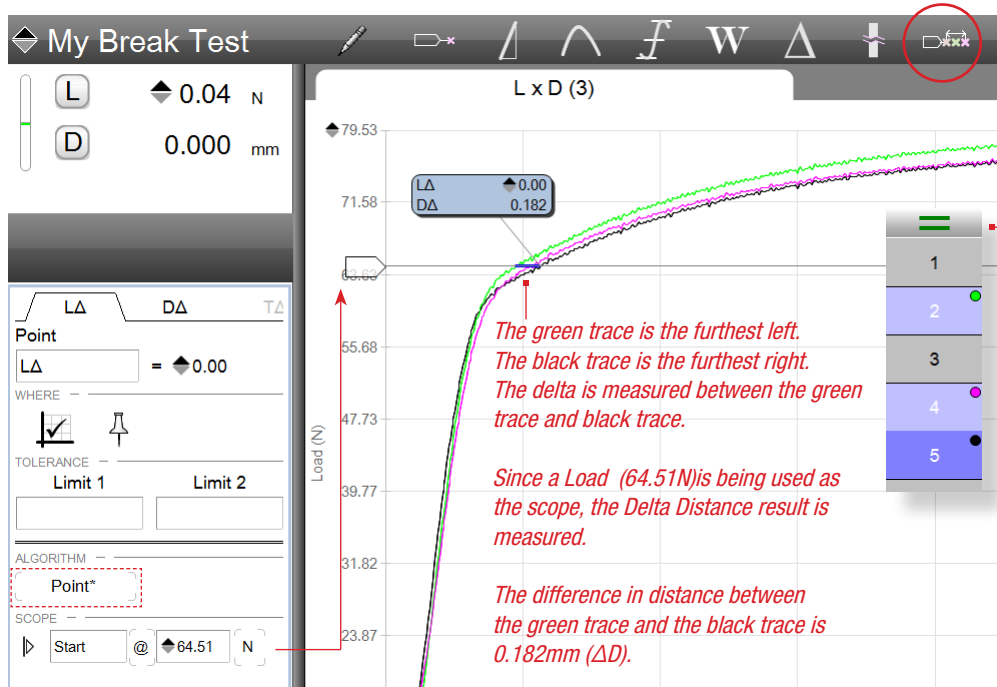 My Break Test
W
L
0.04 N
D
0.000 mm
L x D (3)
79.53
71.58
63.63
55.68
47.73
39.77
31.82
23.87
Load (N)
LΔ 0.00
DΔ 0.182
LΔ DΔ TΔ
Point
LΔ = 0.00
WHERE
TOLERANCE
Limit 1 Limit 2
ALGORITHM
Point*
SCOPE
Start @ 64.51 N
The green trace is the furthest left.
The black trace is the furthest right.
The delta is measured between the green
trace and black trace.
Since a Load (64.51N)is being used as
the scope, the Delta Distance result is
measured.
The difference in distance between
the green trace and the black trace is
0.182mm (ΔD).
1
2
3
4
5